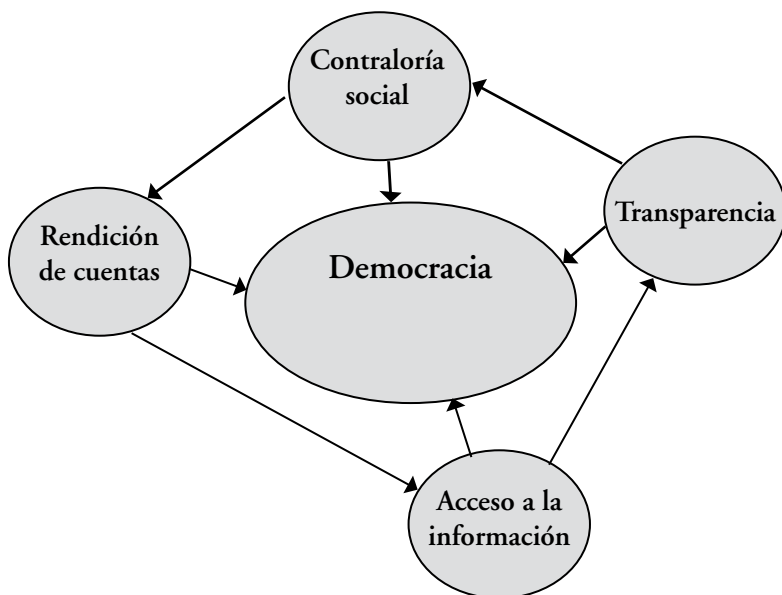 Contraloría
social
Transparencia
Rendición
de cuentas
Democracia
Acceso a la
información